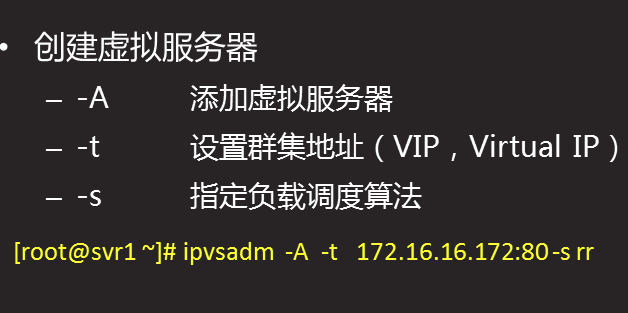 • 创建虚拟服务器
– -A 添加虚拟服务器
– -t 设置群集地址（VIP，Virtual IP）
– -s 指定负载调度算法
[root@svr1 ~]# ipvsadm -A -t 172.16.16.172:80 -s rr